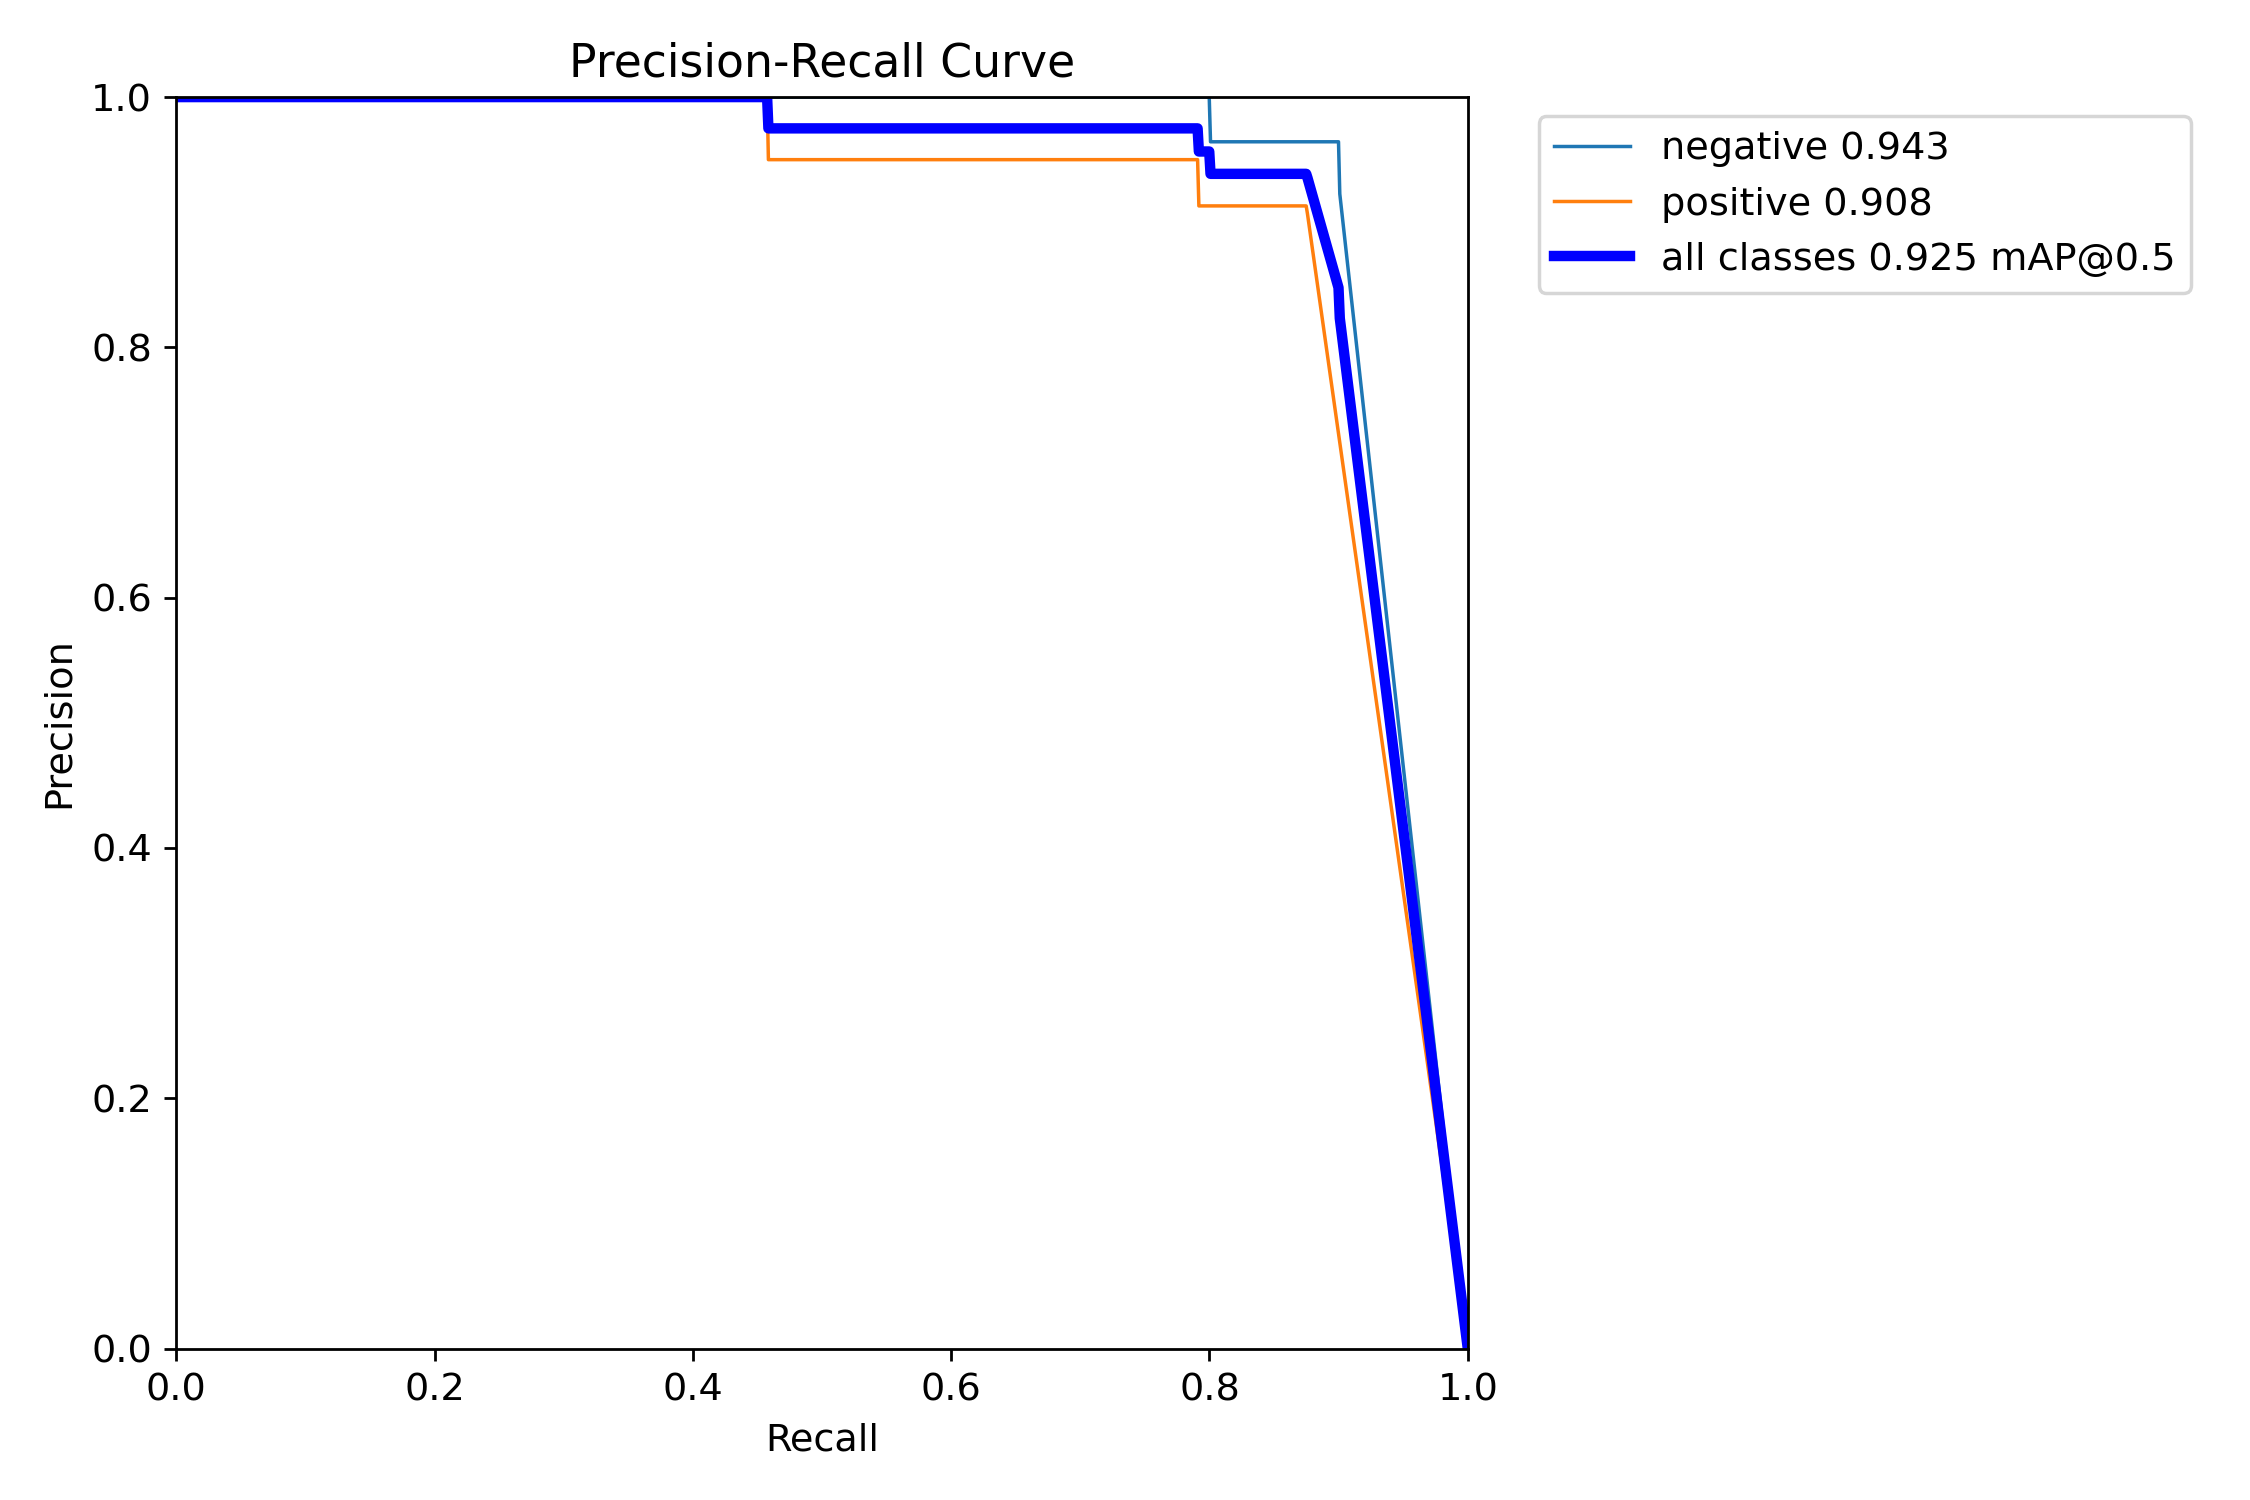 Precision-Recall Curve
1.0
0.8
0.6
0.4
0.2
0.0
Precision
0.0 0.2 0.4 0.6 0.8 1.0
Recall
negative 0.943
positive 0.908
all classes 0.925 mAP@0.5